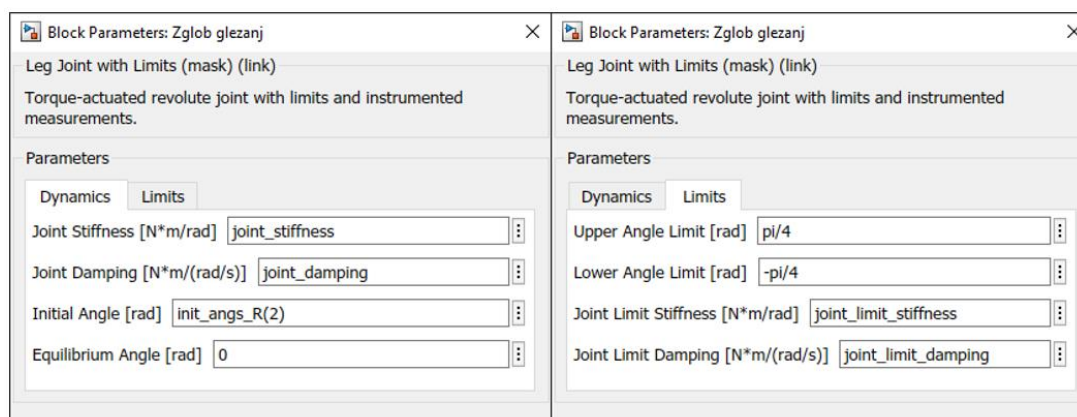 Block Parameters: Zglob glezanj
Leg Joint with Limits (mask) (link)
Torque-actuated revolute joint with limits and instrumented
measurements.
Parameters
Dynamics Limits
Joint Stiffness [N*m/rad] joint_stiffness
Joint Damping [N*m/(rad/s)] joint_damping
Initial Angle [rad] init_angs_R(2)
Equilibrium Angle [rad] 0
Block Parameters: Zglob glezanj
Leg Joint with Limits (mask) (link)
Torque-actuated revolute joint with limits and instrumented
measurements.
Parameters
Dynamics Limits
Upper Angle Limit [rad] pi/4
Lower Angle Limit [rad] -pi/4
Joint Limit Stiffness [N*m/rad] joint_limit_stiffness
Joint Limit Damping [N*m/(rad/s)] joint_limit_damping